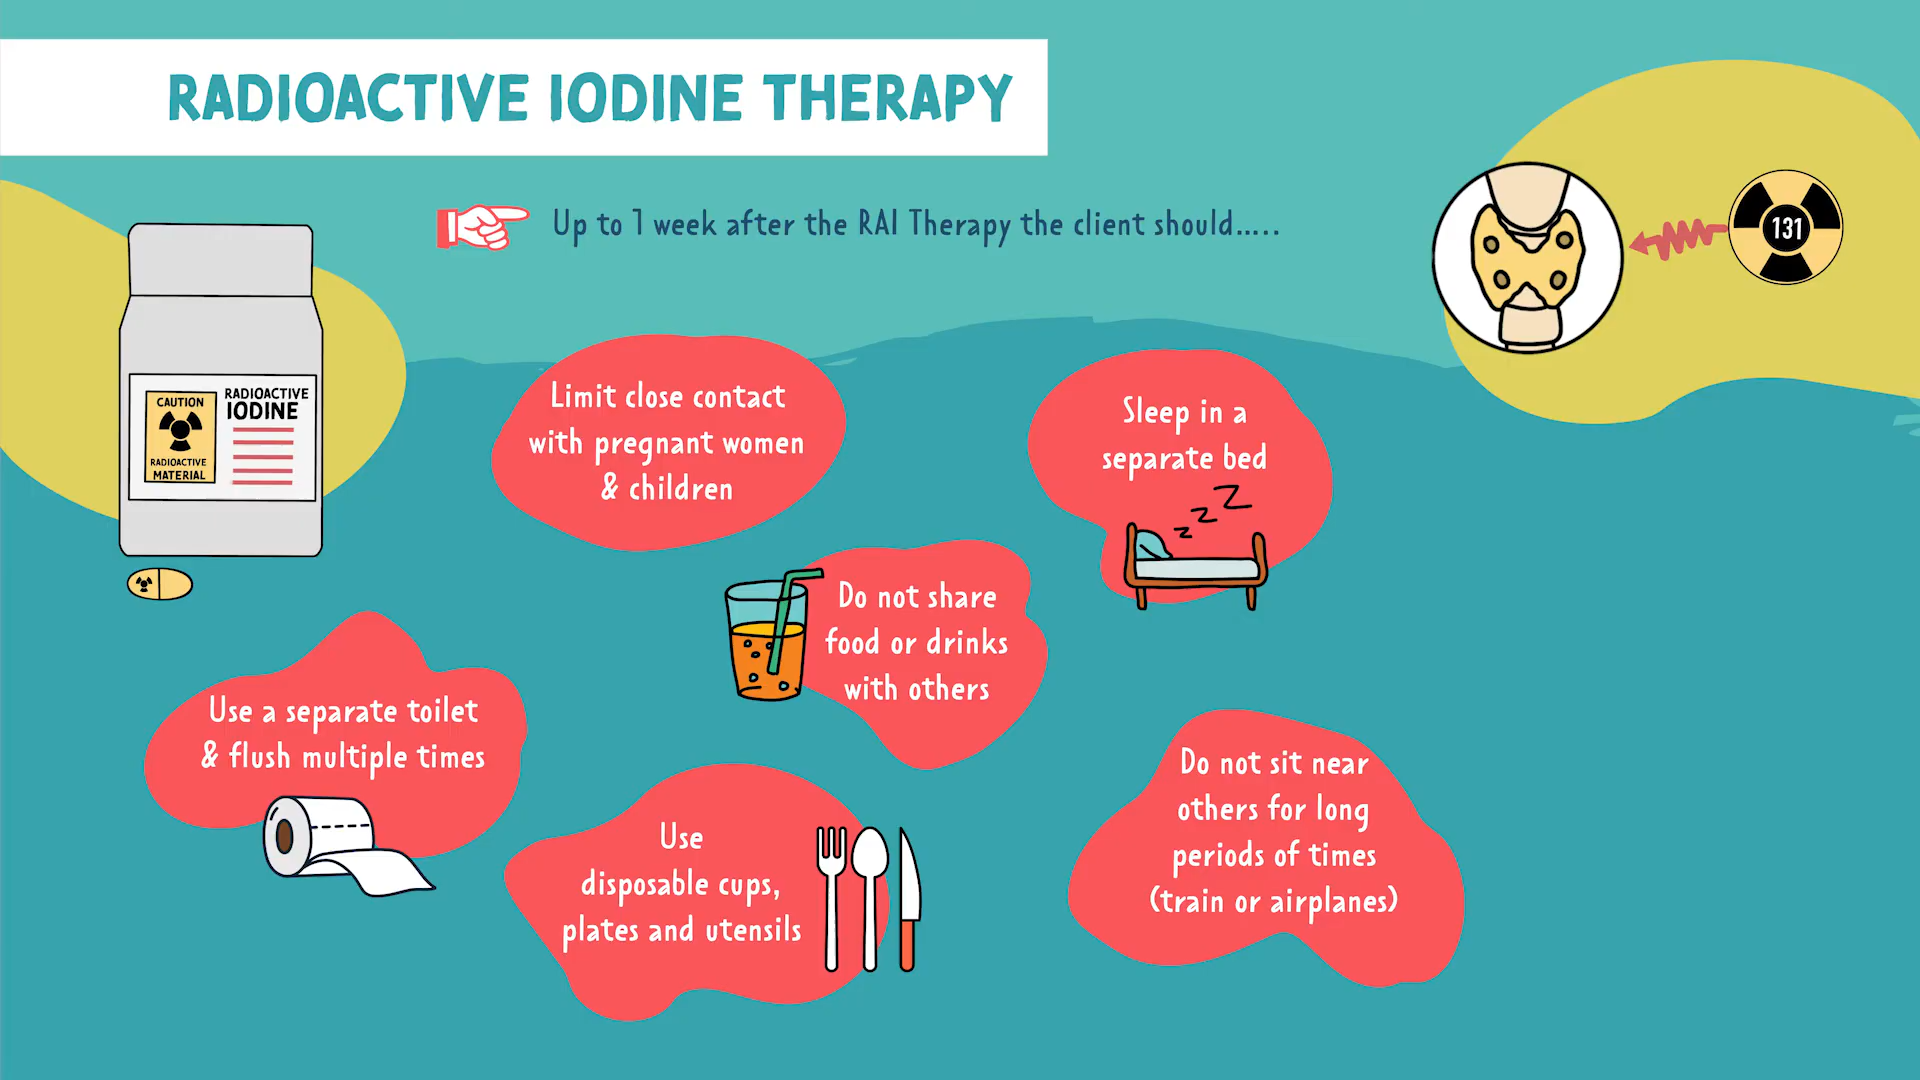 RADIOACTIVE IODINE THERAPY
Up to 1 week after the RAI Therapy the client should.....
131
CAUTION
RADIOACTIVE
MATERIAL
RADIOACTIVE
IODINE
Limit close contact
with pregnant women
& children
Sleep in a
separate bed
z z Z
Do not share
food or drinks
with others
Use a separate toilet
& flush multiple times
Use
disposable cups,
plates and utensils
Do not sit near
others for long
periods of times
(train or airplanes)